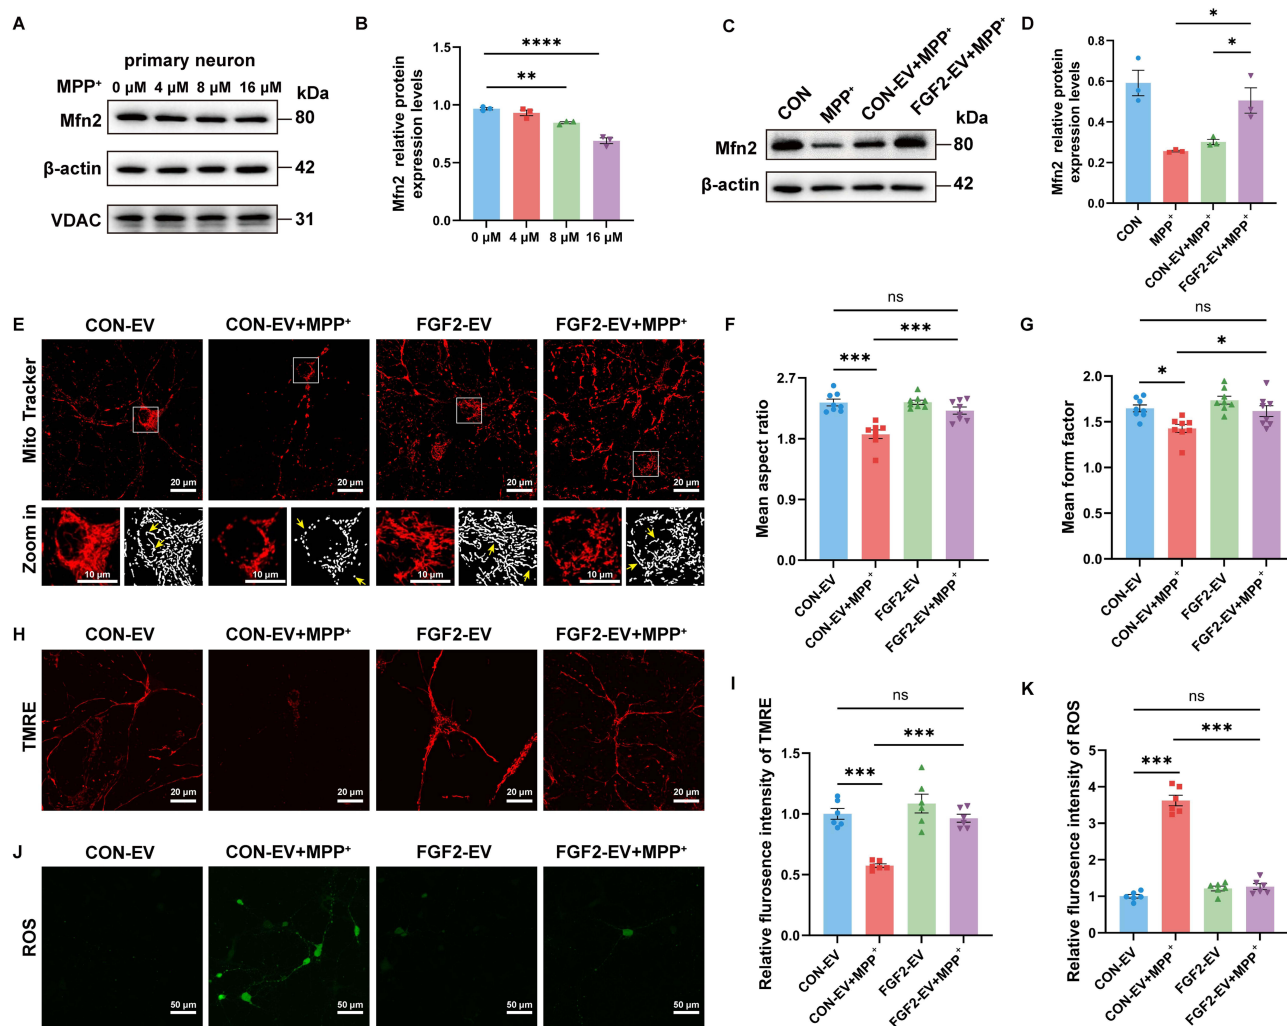 A
primary neuron
MPP⁺ 0 μM 4 μM 8 μM 16 μM kDa
Mfn2 80
β-actin 42
VDAC 31
B
Mfn2 relative protein
expression levels
1.5
1.0
0.5
0.0
****
**
0 μM 4 μM 8 μM 16 μM
C
CON MPP⁺ CON-EV+MPP⁺ FGF2-EV+MPP⁺
kDa
Mfn2 80
β-actin 42
D
Mfn2 relative protein
expression levels
0.8
0.6
0.4
0.2
0.0
*
*
CON MPP⁺ CON-EV+MPP⁺ FGF2-EV+MPP⁺
E
CON-EV CON-EV+MPP⁺ FGF2-EV FGF2-EV+MPP⁺
Mito Tracker
20 μm 20 μm 20 μm 20 μm
Zoom in
10 μm 10 μm 10 μm 10 μm
F
Mean aspect ratio
2.7
1.8
0.9
0.0
ns
***
***
CON-EV CON-EV+MPP⁺ FGF2-EV FGF2-EV+MPP⁺
G
Mean form factor
2.0
1.5
1.0
0.5
0.0
ns
*
*
CON-EV CON-EV+MPP⁺ FGF2-EV FGF2-EV+MPP⁺
H
CON-EV CON-EV+MPP⁺ FGF2-EV FGF2-EV+MPP⁺
TMRE
20 μm 20 μm 20 μm 20 μm
I
Relative flurosence intensity of TMRE
1.5
1.0
0.5
0.0
ns
***
***
CON-EV CON-EV+MPP⁺ FGF2-EV FGF2-EV+MPP⁺
J
CON-EV CON-EV+MPP⁺ FGF2-EV FGF2-EV+MPP⁺
ROS
50 μm 50 μm 50 μm 50 μm
K
Relative flurosence intensity of ROS
5
4
3
2
1
0
ns
***
***
CON-EV CON-EV+MPP⁺ FGF2-EV FGF2-EV+MPP⁺